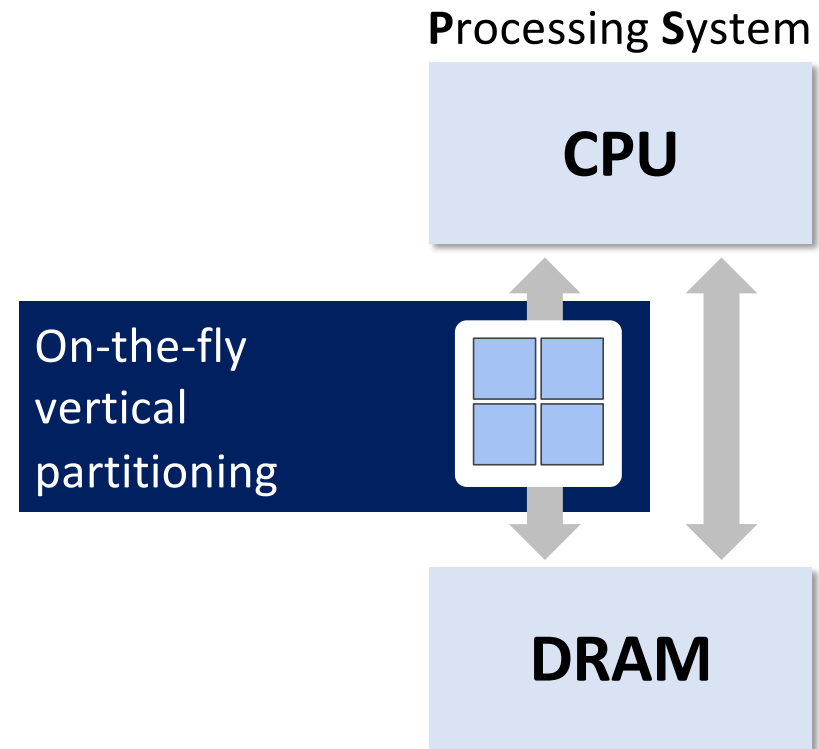 Processing System
CPU
On-the-fly
vertical
partitioning
DRAM